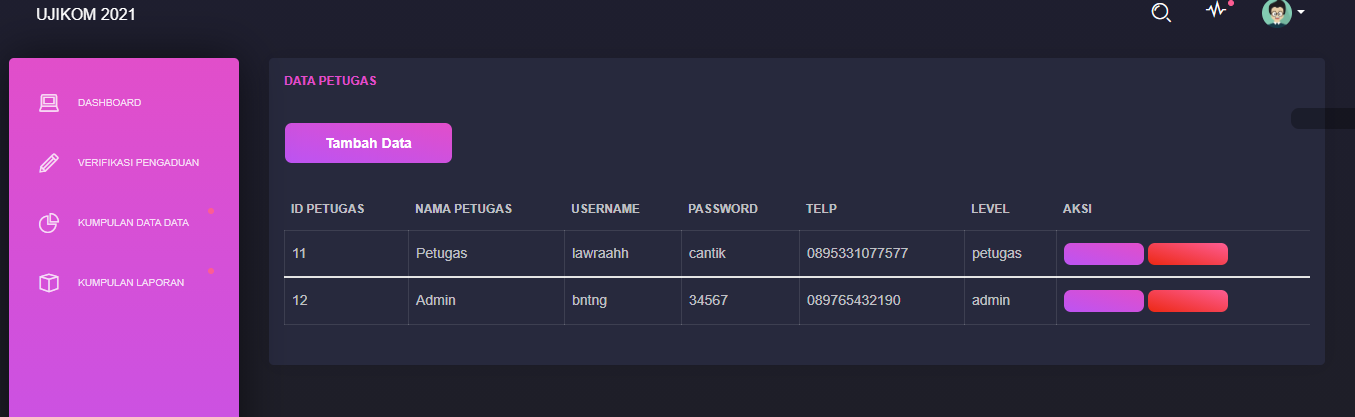 UJIKOM 2021
DASHBOARD
VERIFIKASI PENGADUAN
KUMPULAN DATA DATA
KUMPULAN LAPORAN
DATA PETUGAS
Tambah Data
ID PETUGAS NAMA PETUGAS USERNAME PASSWORD TELP LEVEL AKSI
11 Petugas lawraahh cantik 0895331077577 petugas
12 Admin bntng 34567 089765432190 admin